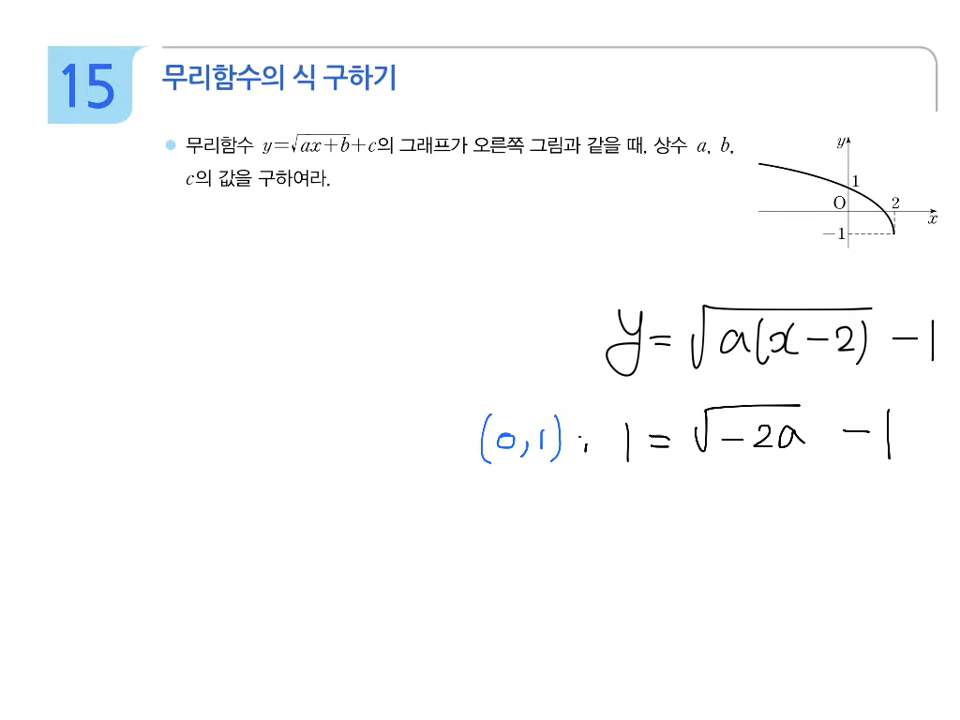 15 무리함수의 식 구하기
무리함수 y=√(ax+b)+c의 그래프가 오른쪽 그림과 같을 때, 상수 a, b,
c의 값을 구하여라.
y
1
O
2
x
−1
y = √(a(x−2)) −1
(0,1) : 1 = √(−2a) −1